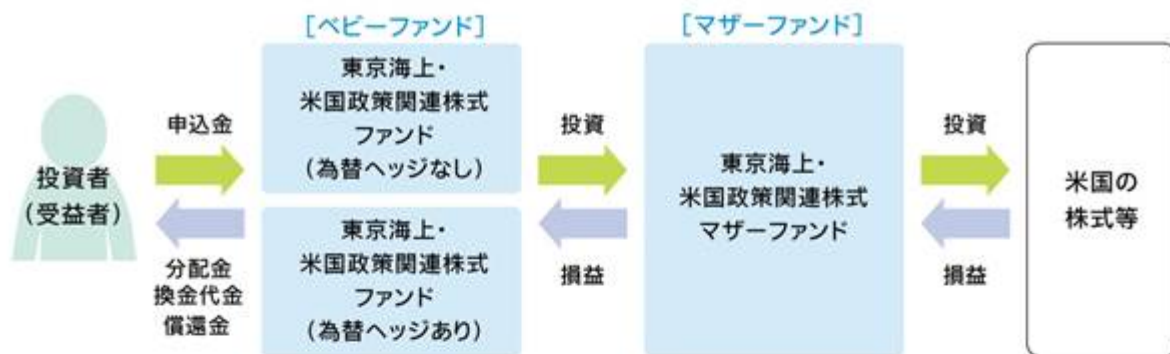 [ベビーファンド]
[マザーファンド]
投資者
(受益者)
申込金
分配金
換金代金
償還金
東京海上・
米国政策関連株式
ファンド
(為替ヘッジなし)
東京海上・
米国政策関連株式
ファンド
(為替ヘッジあり)
投資
損益
東京海上・
米国政策関連株式
マザーファンド
投資
損益
米国の
株式等